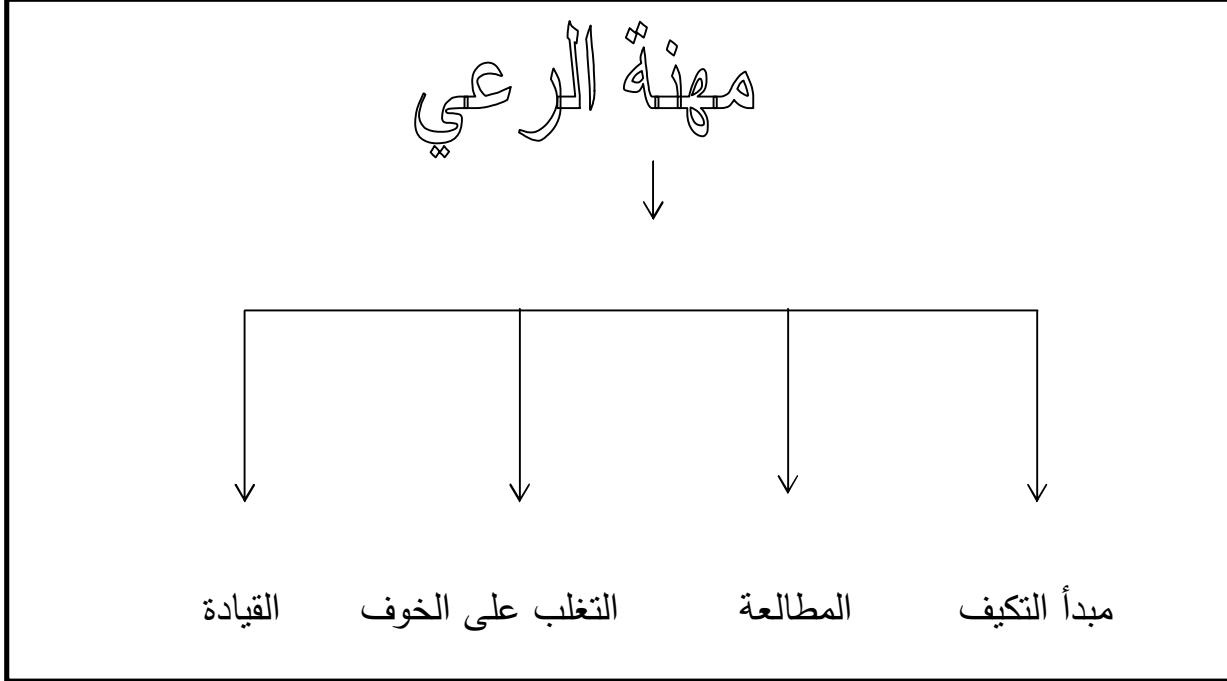 مهنة الرعي
مبدأ التكيف المطالعة التغلب على الخوف القيادة